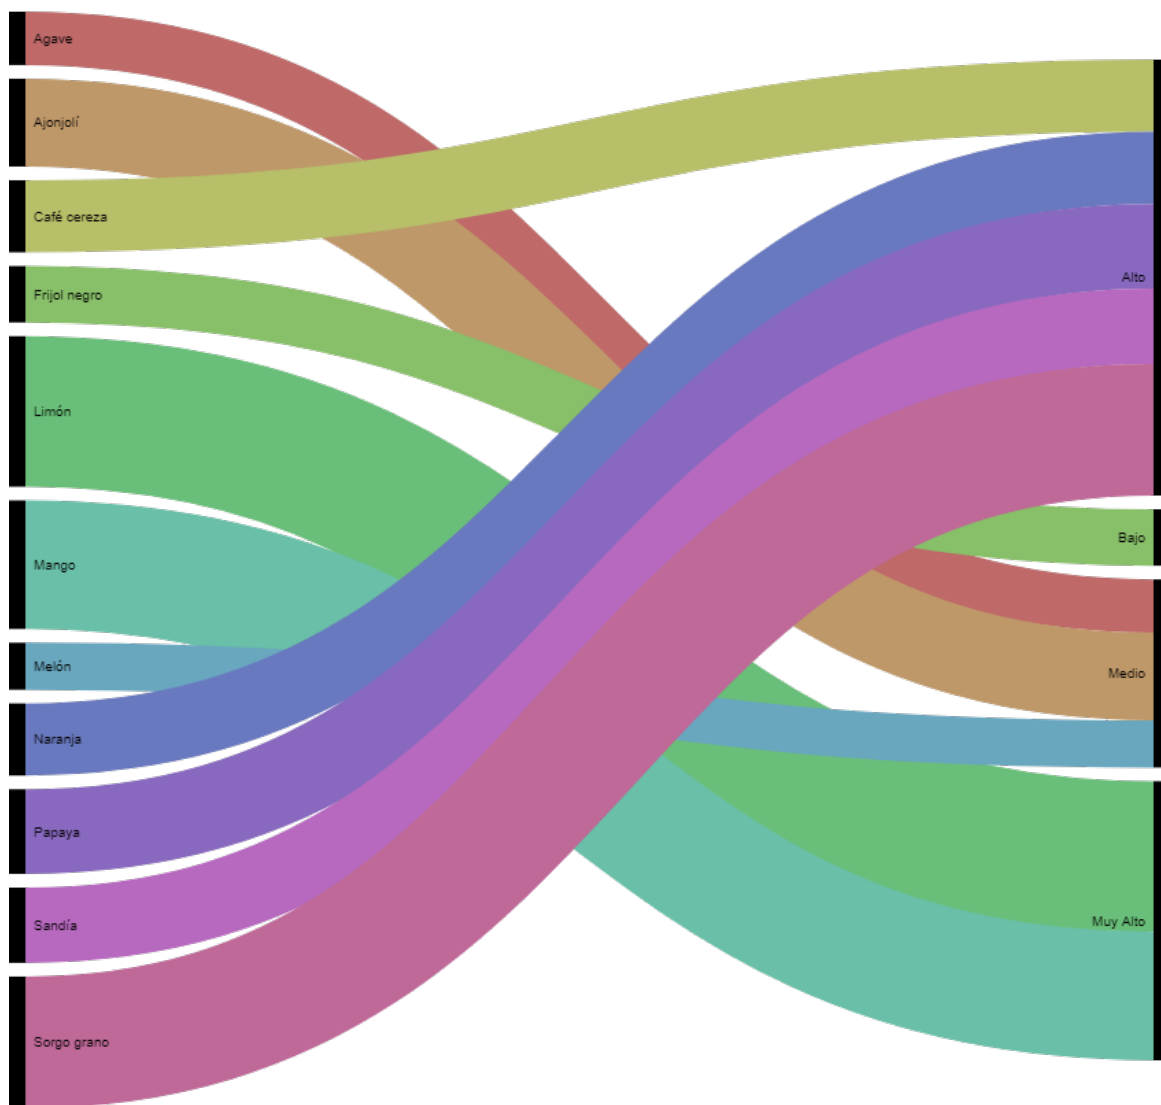 Agave
Ajonjolí
Café cereza
Frijol negro
Limón
Mango
Melón
Naranja
Papaya
Sandía
Sorgo grano
Alto
Bajo
Medio
Muy Alto